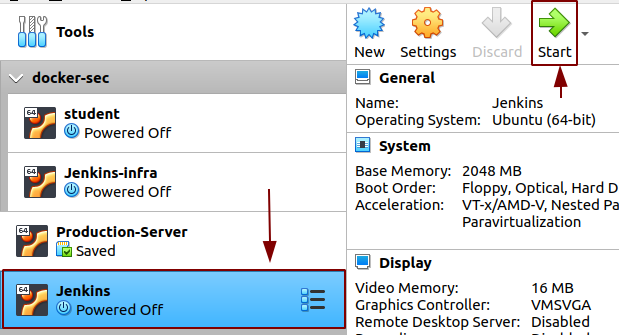 Tools
docker-sec
64
student
Powered Off
64
Jenkins-infra
Powered Off
64
Production-Server
Saved
64
Jenkins
Powered Off
New
Settings
Discard
Start
General
Name: Jenkins
Operating System: Ubuntu (64-bit)
System
Base Memory: 2048 MB
Boot Order: Floppy, Optical, Hard D
Acceleration: VT-x/AMD-V, Nested Pa
Paravirtualization
Display
Video Memory: 16 MB
Graphics Controller: VMSVGA
Remote Desktop Server: Disabled